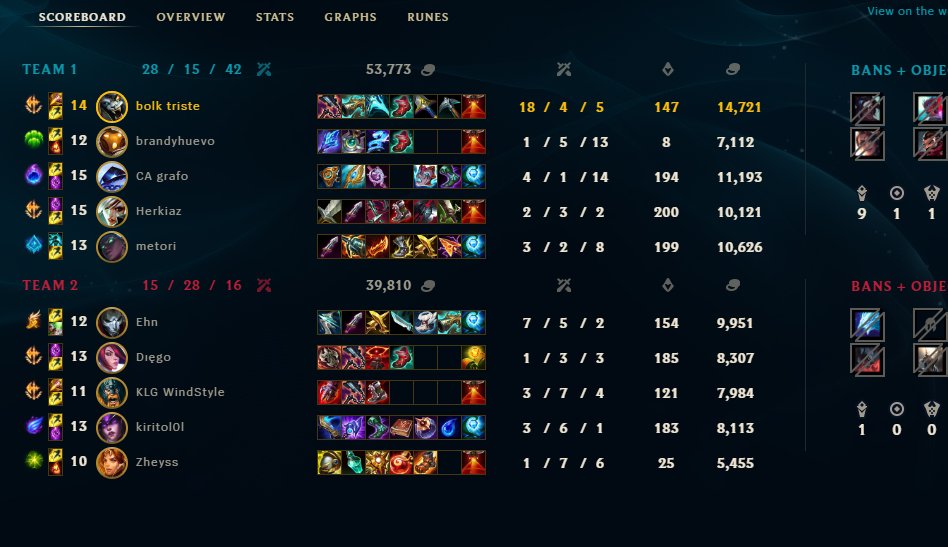 View on the w
SCOREBOARD OVERVIEW STATS GRAPHS RUNES
TEAM 1 28 / 15 / 42 53,773 BANS + OBJE
14 bolk triste 18 / 4 / 5 147 14,721
12 brandyhuevo 1 / 5 / 13 8 7,112
15 CA grafo 4 / 1 / 14 194 11,193
15 Herkiaz 2 / 3 / 2 200 10,121
9 1 1
13 metori 3 / 2 / 8 199 10,626
TEAM 2 15 / 28 / 16 39,810 BANS + OBJE
12 Ehn 7 / 5 / 2 154 9,951
13 Dięgo 1 / 3 / 3 185 8,307
11 KLG WindStyle 3 / 7 / 4 121 7,984
13 kiritol0l 3 / 6 / 1 183 8,113
1 0 0
10 Zheyss 1 / 7 / 6 25 5,455